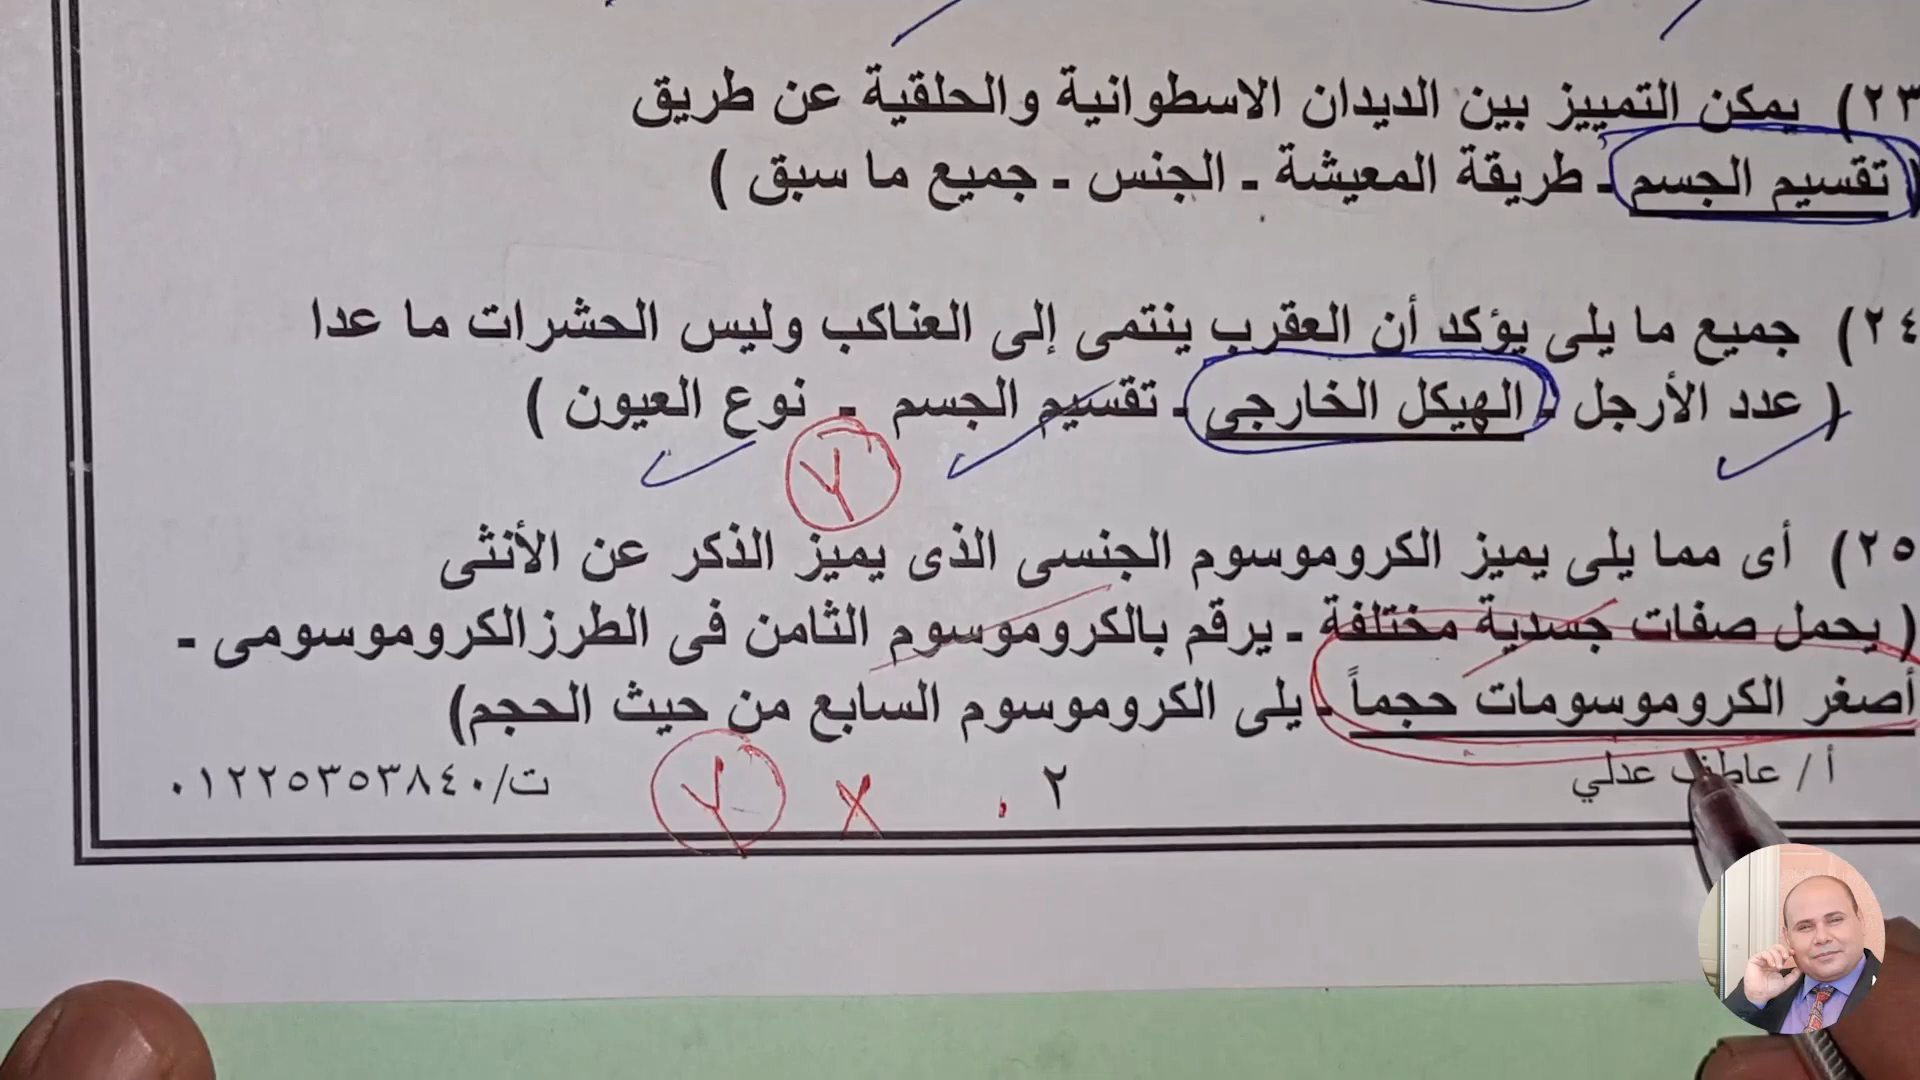 ٢٣) يمكن التمييز بين الديدان الاسطوانية والحلقية عن طريق
( تقسيم الجسم - طريقة المعيشة - الجنس - جميع ما سبق )
٢٤) جميع ما يلى يؤكد أن العقرب ينتمى إلى العناكب وليس الحشرات ما عدا
( عدد الأرجل - الهيكل الخارجى - تقسيم الجسم - نوع العيون )
Y
٢٥) أى مما يلى يميز الكروموسوم الجنسى الذى يميز الذكر عن الأنثى
( يحمل صفات جسدية مختلفة - يرقم بالكروموسوم الثامن فى الطرزالكروموسومى -
أصغر الكروموسومات حجماً - يلى الكروموسوم السابع من حيث الحجم)
أ / عاطف عدلي ٢ ت/٠١٢٢٥٣٥٣٨٤٠
X Y